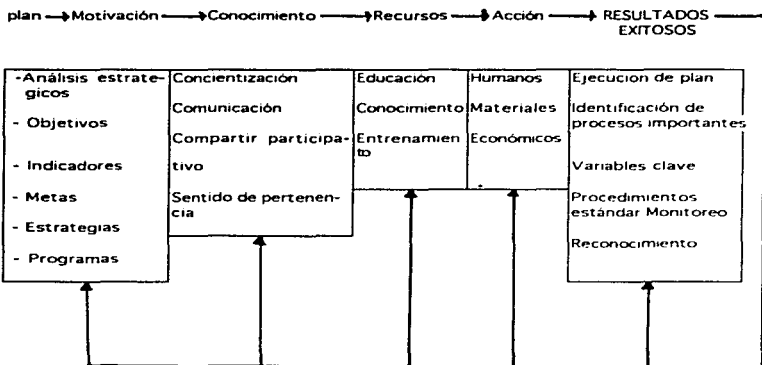 plan → Motivación → Conocimiento → Recursos → Acción → RESULTADOS
EXITOSOS
-Análisis estrate-
gicos
- Objetivos
- Indicadores
- Metas
- Estrategias
- Programas
Concientización
Comunicación
Compartir participa-
tivo
Sentido de pertenen-
cia
Educación
Conocimiento
Entrenamien
to
Humanos
Materiales
Económicos
Ejecucion de plan
Identificación de
procesos importantes
Variables clave
Procedimientos
estándar Monitoreo
Reconocimiento